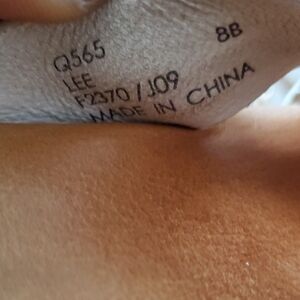 Q565 8B
LEE
F2370/J09
MADE IN CHINA